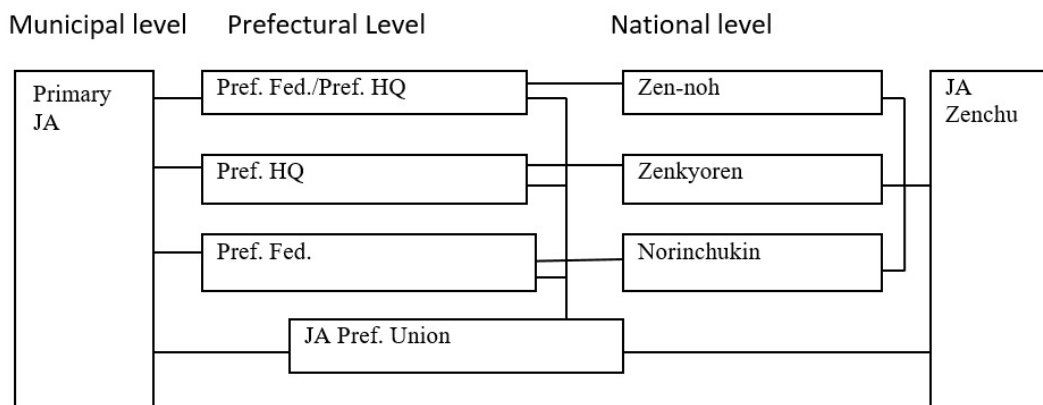 Municipal level
Prefectural Level
National level
Primary
JA
Pref. Fed./Pref. HQ
Zen-noh
JA
Zenchu
Pref. HQ
Zenkyoren
Pref. Fed.
Norinchukin
JA Pref. Union